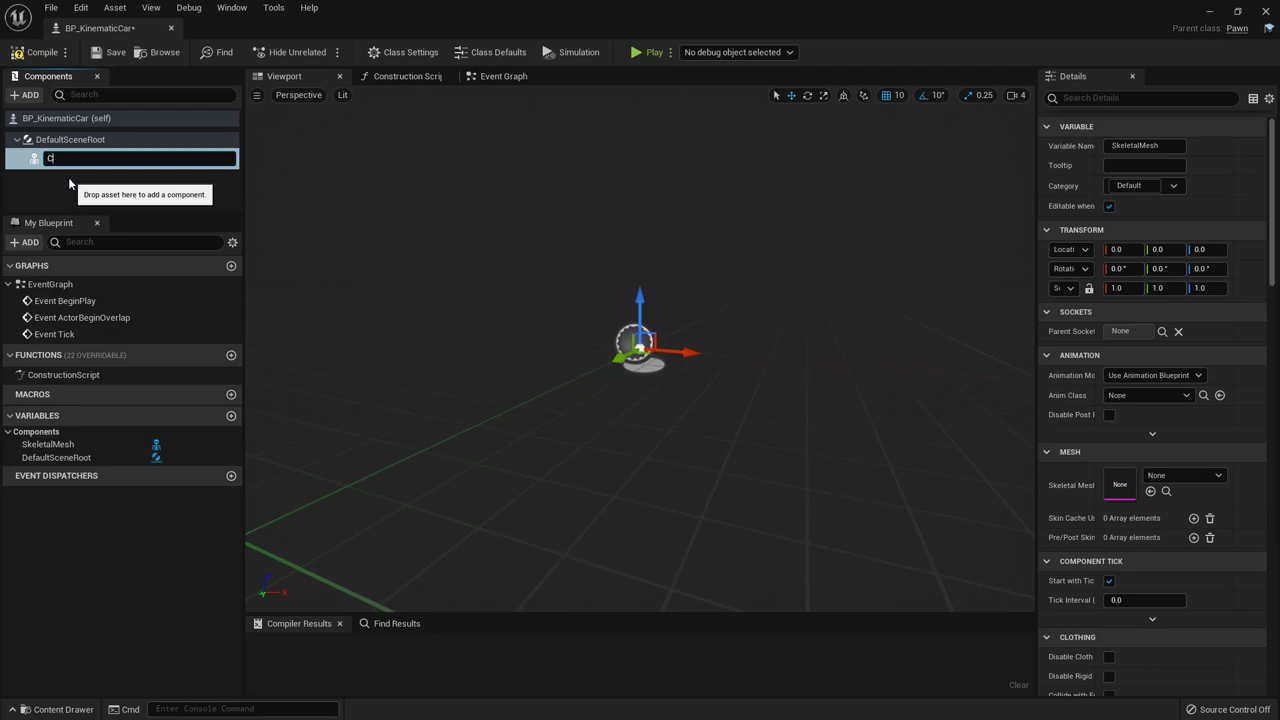 File Edit Asset View Debug Window Tools Help
BP_KinematicCar•
Parent class: Pawn
Compile Save Browse Find Hide Unrelated Class Settings Class Defaults Simulation Play No debug object selected
Components
Viewport Construction Scrip Event Graph
Details
ADD Search
Perspective Lit 10 10° 0.25 4
Search Details
BP_KinematicCar (self)
DefaultSceneRoot
C
Drop asset here to add a component.
My Blueprint
ADD Search
GRAPHS
EventGraph
Event BeginPlay
Event ActorBeginOverlap
Event Tick
FUNCTIONS (22 OVERRIDABLE)
ConstructionScript
MACROS
VARIABLES
Components
SkeletalMesh
DefaultSceneRoot
EVENT DISPATCHERS
VARIABLE
Variable Nam SkeletalMesh
Tooltip
Category Default
Editable when
TRANSFORM
Locati 0.0 0.0 0.0
Rotati 0.0 ° 0.0 ° 0.0 °
1.0 1.0 1.0
SOCKETS
Parent Socket None
ANIMATION
Animation Mo Use Animation Blueprint
Anim Class None
Disable Post F
MESH
Skeletal Mesh None None
Skin Cache Us 0 Array elements
Pre/Post Skin 0 Array elements
COMPONENT TICK
Start with Tic
Tick Interval ( 0.0
CLOTHING
Disable Cloth
Disable Rigid
Z
Y X
Compiler Results Find Results
Clear
Content Drawer Cmd Enter Console Command
Source Control Off